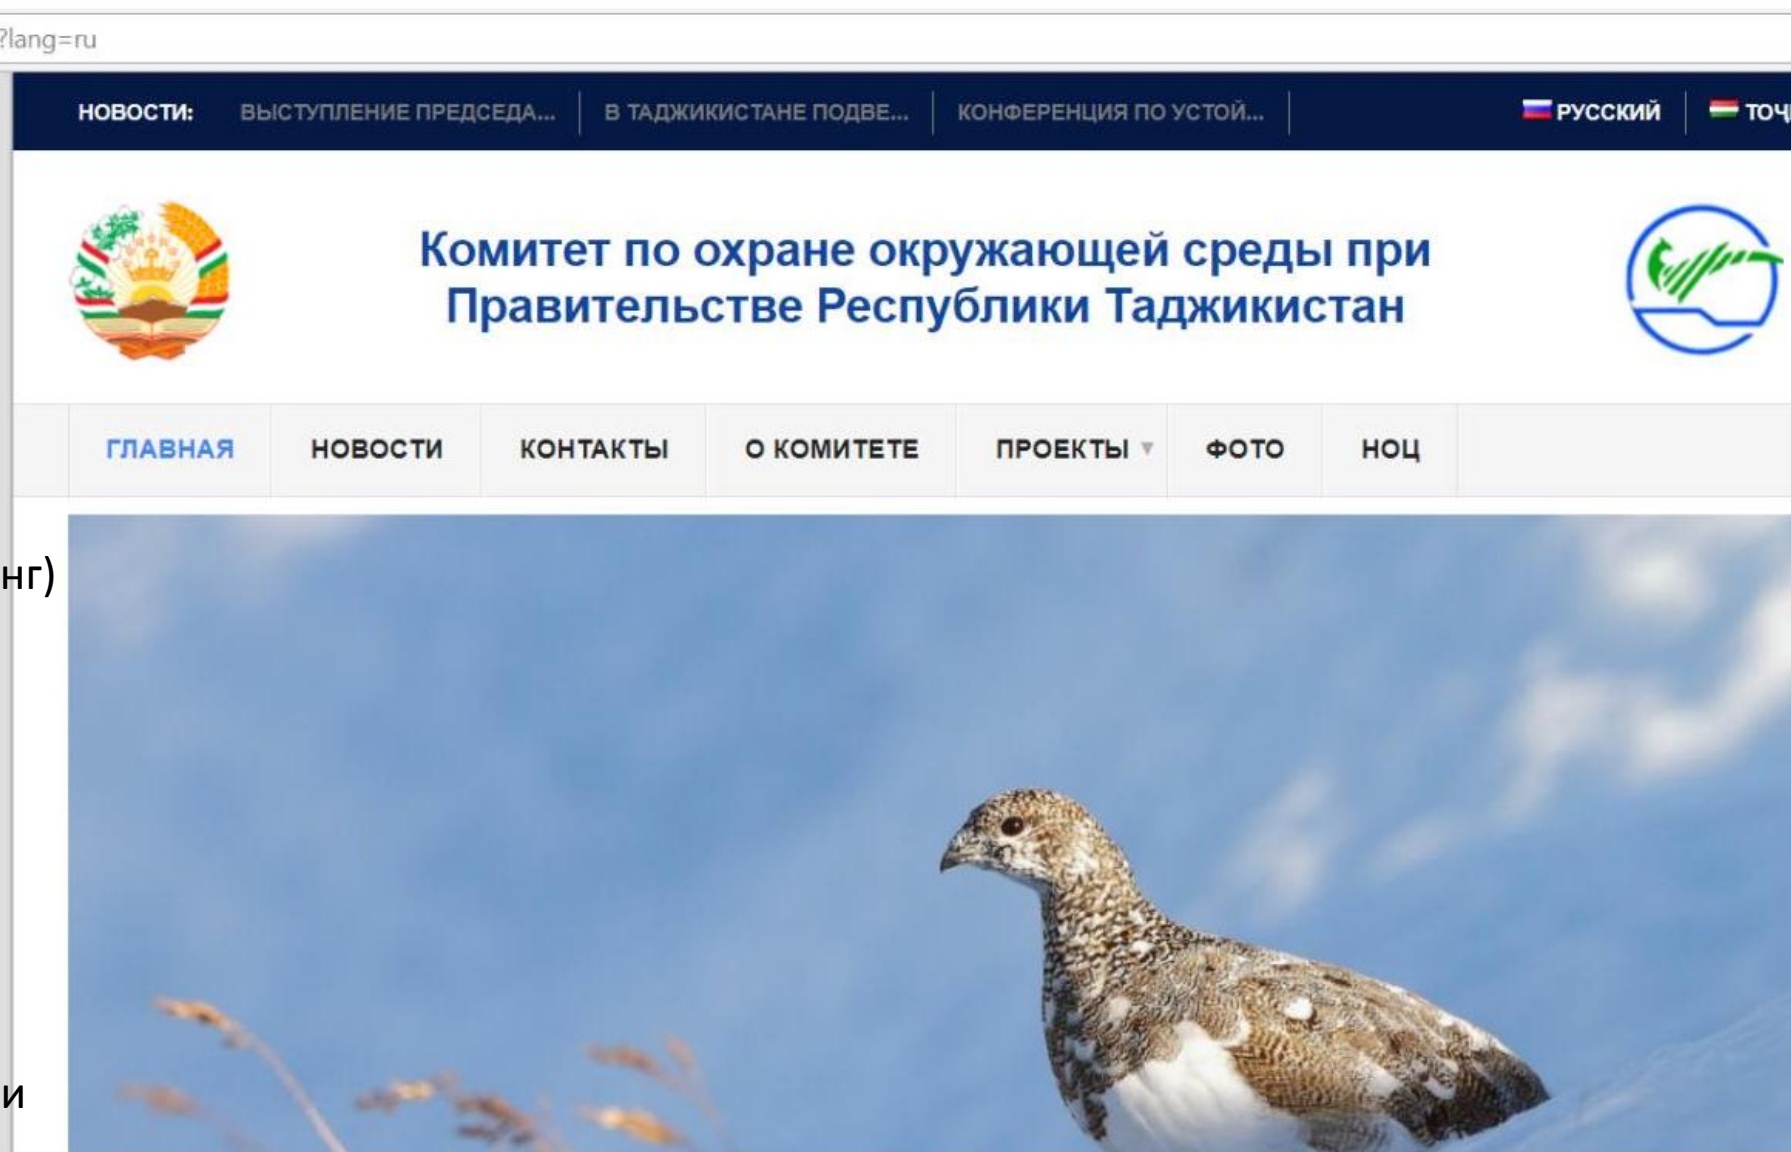 ?lang=ru
НОВОСТИ: ВЫСТУПЛЕНИЕ ПРЕДСЕДА... В ТАДЖИКИСТАНЕ ПОДВЕ... КОНФЕРЕНЦИЯ ПО УСТОЙ... РУССКИЙ ТОҶ
Комитет по охране окружающей среды при
Правительстве Республики Таджикистан
ГЛАВНАЯ НОВОСТИ КОНТАКТЫ О КОМИТЕТЕ ПРОЕКТЫ ФОТО НОЦ
нг)
и